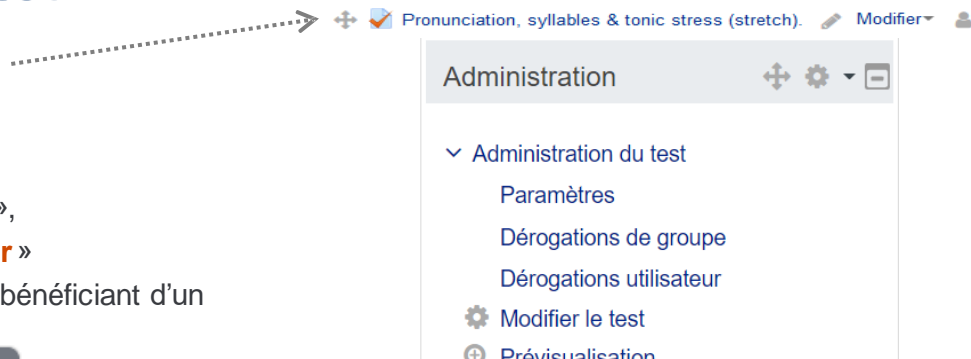 Pronunciation, syllables & tonic stress (stretch). Modifier
Administration
Administration du test
Paramètres
Dérogations de groupe
»,
Dérogations utilisateur
r »
bénéficiant d’un
Modifier le test
Prévisualisation